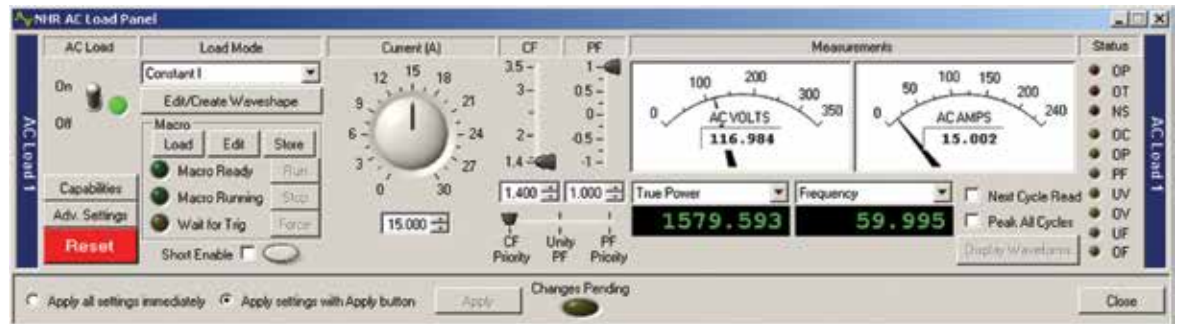 NHR AC Load Panel
AC Load 1
AC Load
On
Off
Capabilities
Adv. Settings
Reset
Load Mode
Constant I
Edit/Create Waveshape
Macro
Load Edit Store
Macro Ready Run
Macro Running Stop
Wait for Trig Force
Short Enable
Current (A)
0 3 6 9 12 15 18 21 24 27 30
15.000
CF
3.5 -
3 -
2 -
1.4 -
1.400
PF
1 -
0.5 -
0 -
-0.5 -
-1 -
1.000
CF Priority
Unity PF
PF Priority
Measurements
0 100 200 300 350
AC VOLTS
116.984
0 50 100 150 200 240
AC AMPS
15.002
True Power
1579.593
Frequency
59.995
Next Cycle Read
Peak All Cycles
Display Waveforms
Status
OP
OT
NS
OC
OP
PF
UV
OV
UF
OF
AC Load 1
Apply all settings immediately
Apply settings with Apply button
Apply
Changes Pending
Close